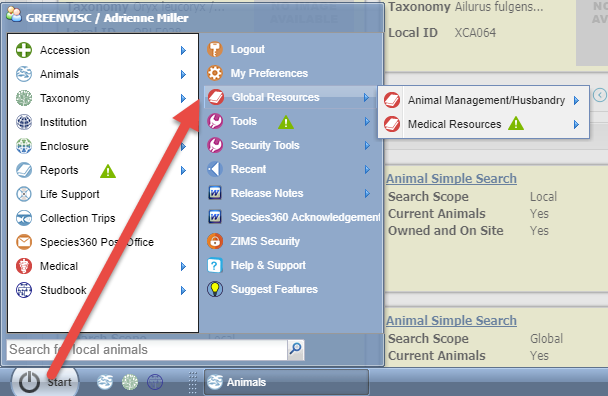 GREENVISC / Adrienne Miller
Accession
Animals
Taxonomy
Institution
Enclosure
Reports
Life Support
Collection Trips
Species360 Post Office
Medical
Studbook
Search for local animals
Logout
My Preferences
Global Resources
Tools
Security Tools
Recent
Release Notes
Species360 Acknowledgement
ZIMS Security
Help & Support
Suggest Features
Animal Management/Husbandry
Medical Resources
Taxonomy Oryx leucoryx /...
Taxonomy Ailurus fulgens...
Local ID XCA064
Animal Simple Search
Search Scope Local
Current Animals Yes
Owned and On Site Yes
Animal Simple Search
Search Scope Global
Current Animals Yes
Start
Animals